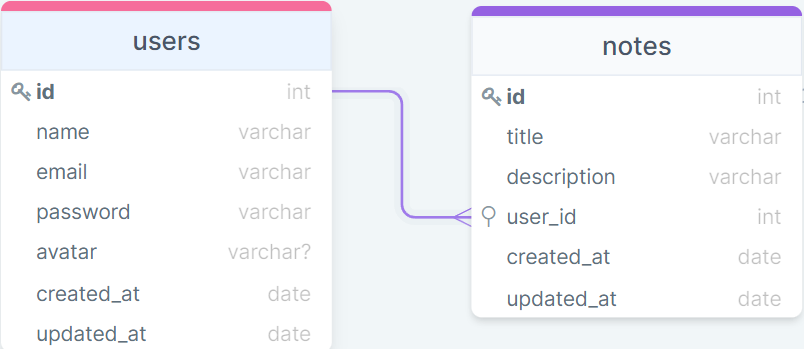 users
id int
name varchar
email varchar
password varchar
avatar varchar?
created_at date
updated_at date
notes
id int
title varchar
description varchar
user_id int
created_at date
updated_at date